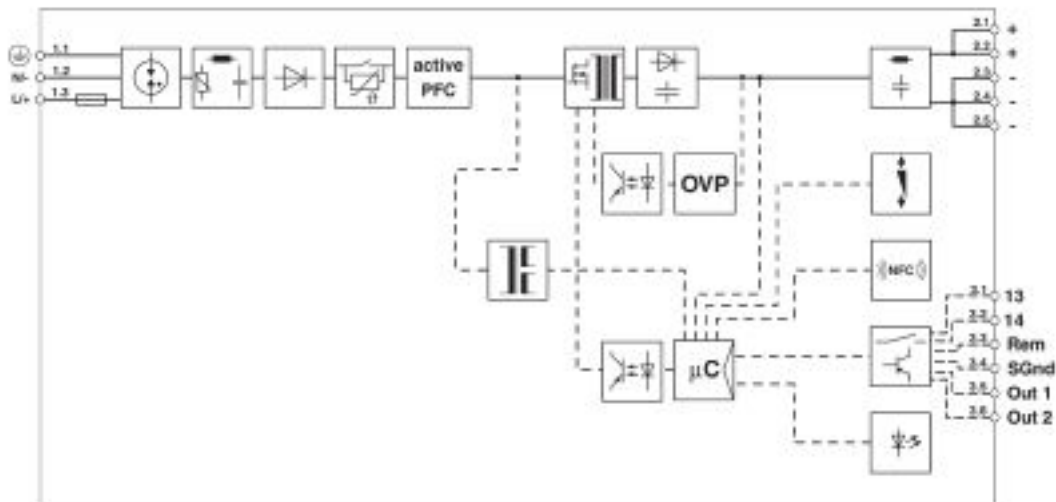 1.1
N/- 1.2
L/+ 1.3
active
PFC
2.1 +
2.2 +
2.3 -
2.4 -
2.5 -
OVP
NFC
3.1 13
3.2 14
3.3 Rem
3.4 SGnd
3.5 Out 1
3.6 Out 2
µC
ϑ